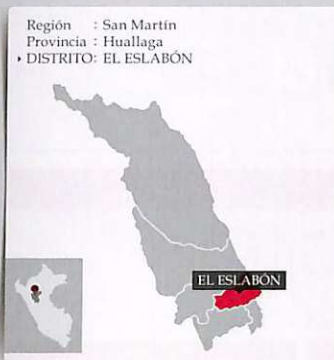 Región : San Martín
Provincia : Huallaga
DISTRITO: EL ESLABÓN
EL ESLABÓN